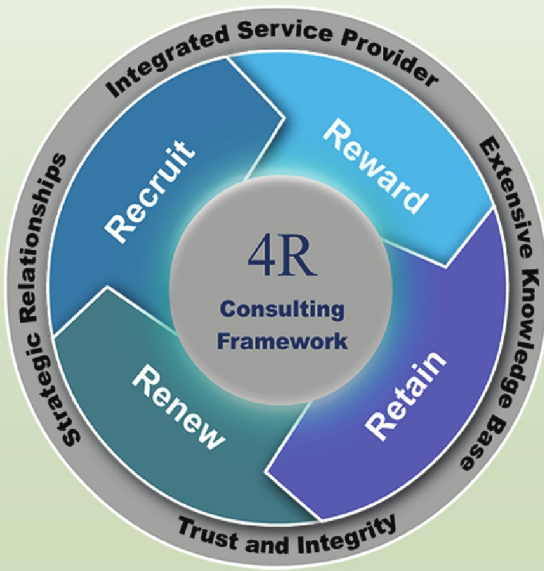 Integrated Service Provider
Extensive Knowledge Base
Trust and Integrity
Strategic Relationships
Recruit
Reward
Retain
Renew
4R
Consulting
Framework